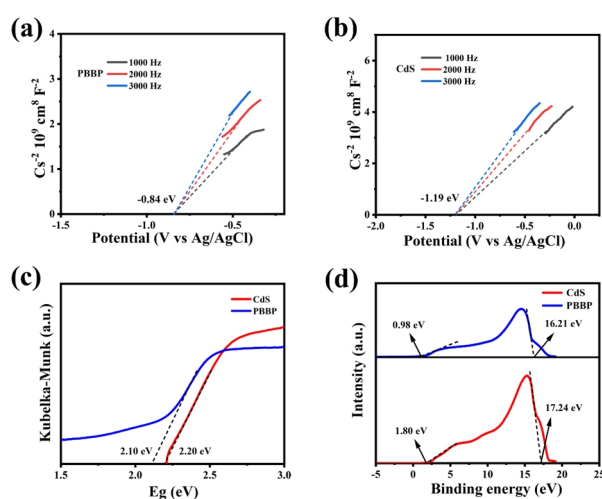 (a)
Cs⁻² 10⁹ cm⁸ F⁻²
4
3
2
1
0
PBBP
1000 Hz
2000 Hz
3000 Hz
-0.84 eV
-1.5
-1.0
-0.5
Potential (V vs Ag/AgCl)
(b)
Cs⁻² 10⁹ cm⁸ F⁻²
8
6
4
2
0
CdS
1000 Hz
2000 Hz
3000 Hz
-1.19 eV
-2.0
-1.5
-1.0
-0.5
0.0
Potential (V vs Ag/AgCl)
(c)
Kubelka-Munk (a.u.)
CdS
PBBP
2.10 eV
2.20 eV
1.5
2.0
2.5
3.0
Eg (eV)
(d)
Intensity (a.u.)
CdS
PBBP
0.98 eV
16.21 eV
1.80 eV
17.24 eV
-5
0
5
10
15
20
25
Binding energy (eV)